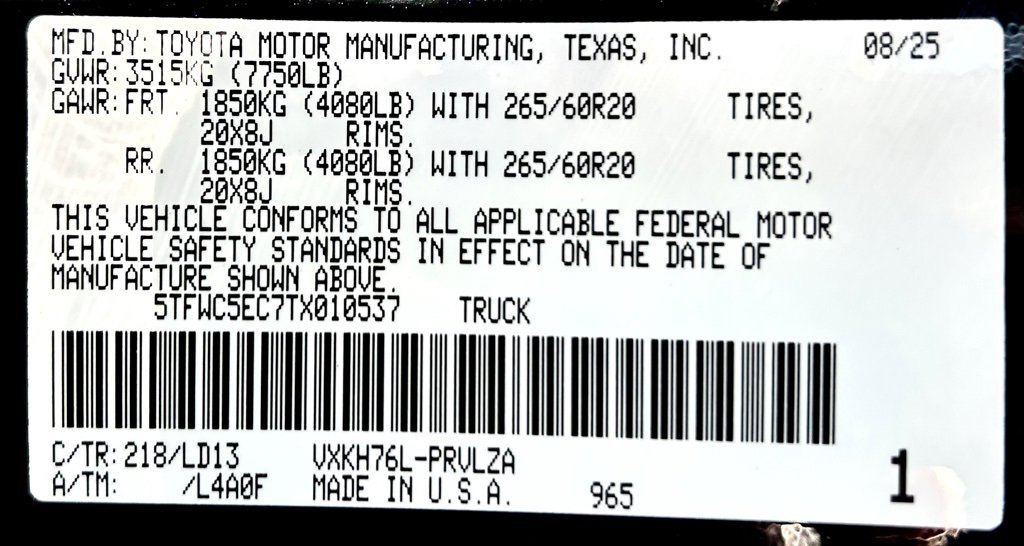 MFD.BY:TOYOTA MOTOR MANUFACTURING, TEXAS, INC. 08/25
GVWR:3515KG (7750LB)
GAWR:FRT. 1850KG (4080LB) WITH 265/60R20 TIRES,
20X8J RIMS.
RR. 1850KG (4080LB) WITH 265/60R20 TIRES,
20X8J RIMS.
THIS VEHICLE CONFORMS TO ALL APPLICABLE FEDERAL MOTOR
VEHICLE SAFETY STANDARDS IN EFFECT ON THE DATE OF
MANUFACTURE SHOWN ABOVE.
5TFWC5EC7TX010537 TRUCK
C/TR:218/LD13 VXKH76L-PRVLZA
A/TM: /L4A0F MADE IN U.S.A. 965 1